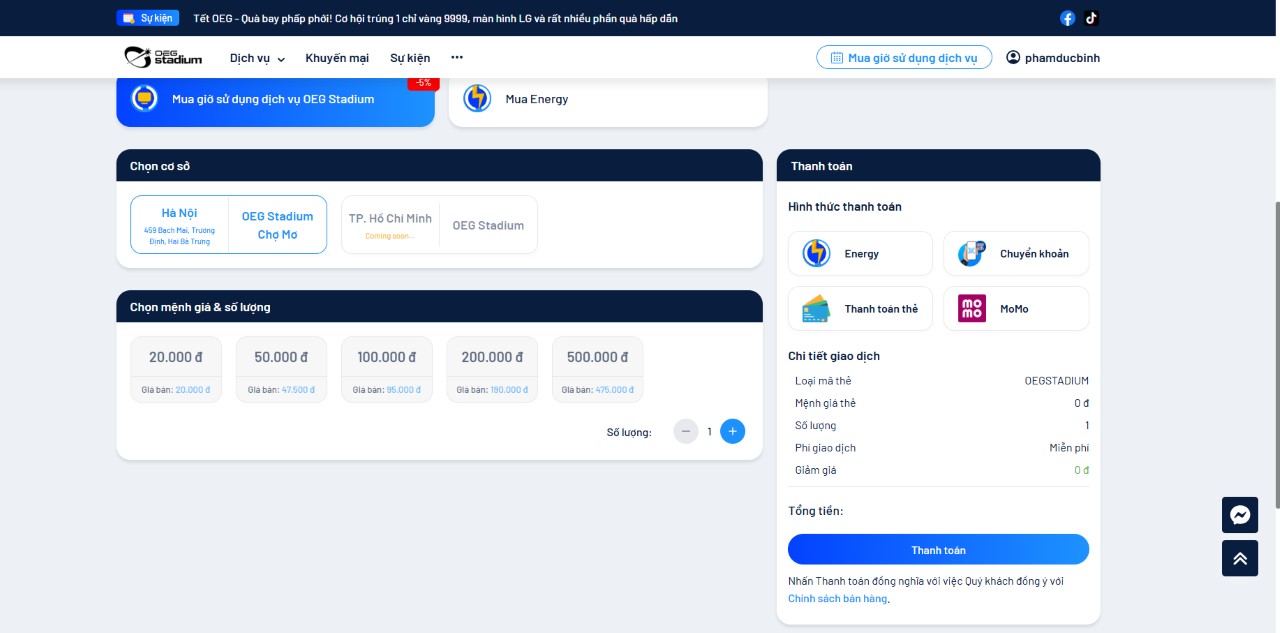 Sự kiện
Tết OEG - Quà bay phấp phới! Cơ hội trúng 1 chỉ vàng 9999, màn hình LG và rất nhiều phần quà hấp dẫn
OEG
stadium
Dịch vụ
Khuyến mại
Sự kiện
•••
Mua giờ sử dụng dịch vụ
phamducbinh
-5%
Mua giờ sử dụng dịch vụ OEG Stadium
Mua Energy
Chọn cơ sở
Hà Nội
459 Bạch Mai, Trương
Định, Hai Bà Trưng
OEG Stadium
Chợ Mơ
TP. Hồ Chí Minh
Coming soon...
OEG Stadium
Chọn mệnh giá & số lượng
20.000 đ
Giá bán: 20.000 đ
50.000 đ
Giá bán: 47.500 đ
100.000 đ
Giá bán: 95.000 đ
200.000 đ
Giá bán: 190.000 đ
500.000 đ
Giá bán: 475.000 đ
Số lượng:
−
1
+
Thanh toán
Hình thức thanh toán
Energy
Chuyển khoản
Thanh toán thẻ
mo
mo
MoMo
Chi tiết giao dịch
Loại mã thẻ OEGSTADIUM
Mệnh giá thẻ 0 đ
Số lượng 1
Phí giao dịch Miễn phí
Giảm giá 0 đ
Tổng tiền:
Thanh toán
Nhấn Thanh toán đồng nghĩa với việc Quý khách đồng ý với
Chính sách bán hàng.